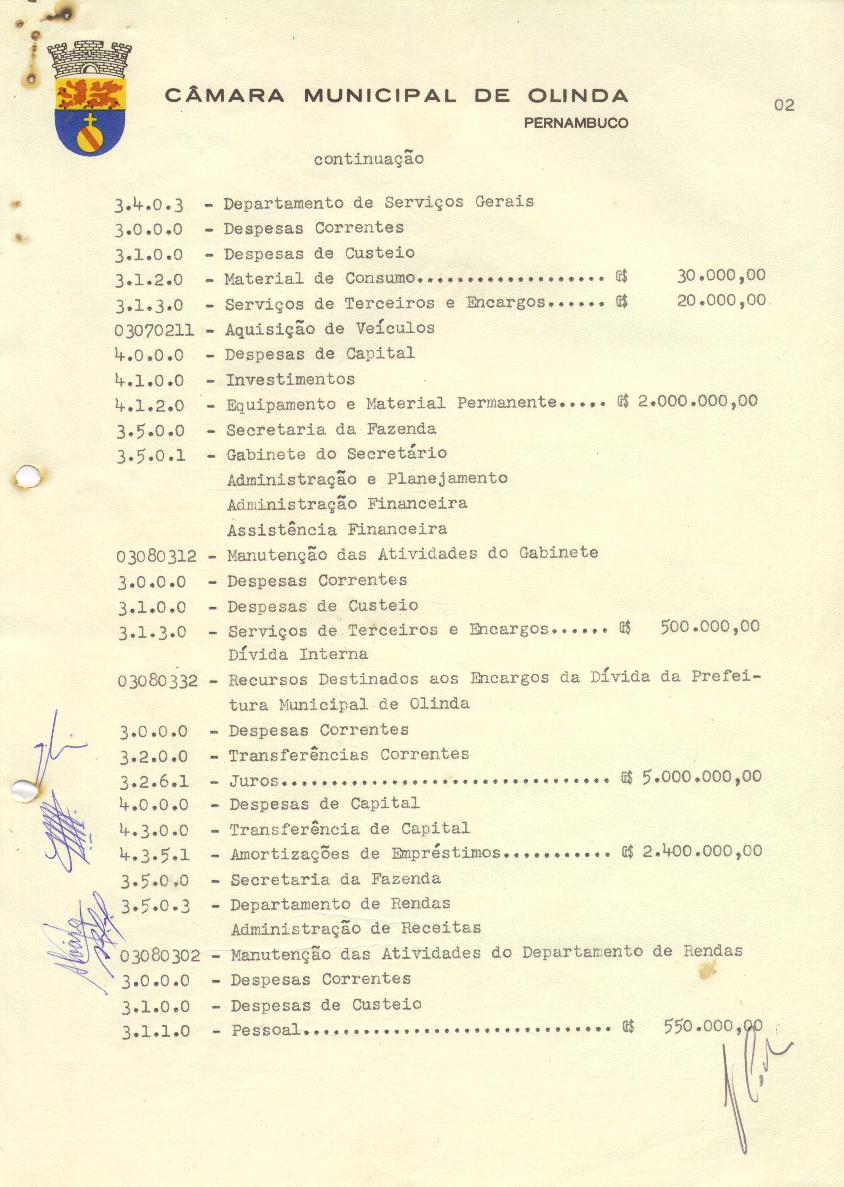 CÂMARA MUNICIPAL DE OLINDA
PERNAMBUCO
02
continuação
3.4.0.3 - Departamento de Serviços Gerais
3.0.0.0 - Despesas Correntes
3.1.0.0 - Despesas de Custeio
3.1.2.0 - Material de Consumo................... ₢$ 30.000,00
3.1.3.0 - Serviços de Terceiros e Encargos...... ₢$ 20.000,00
03070211 - Aquisição de Veículos
4.0.0.0 - Despesas de Capital
4.1.0.0 - Investimentos
4.1.2.0 - Equipamento e Material Permanente..... ₢$ 2.000.000,00
3.5.0.0 - Secretaria da Fazenda
3.5.0.1 - Gabinete do Secretário
Administração e Planejamento
Administração Financeira
Assistência Financeira
03080312 - Manutenção das Atividades do Gabinete
3.0.0.0 - Despesas Correntes
3.1.0.0 - Despesas de Custeio
3.1.3.0 - Serviços de Terceiros e Encargos...... ₢$ 500.000,00
Dívida Interna
03080332 - Recursos Destinados aos Encargos da Dívida da Prefei-
tura Municipal de Olinda
3.0.0.0 - Despesas Correntes
3.2.0.0 - Transferências Correntes
3.2.6.1 - Juros................................. ₢$ 5.000.000,00
4.0.0.0 - Despesas de Capital
4.3.0.0 - Transferência de Capital
4.3.5.1 - Amortizações de Empréstimos........... ₢$ 2.400.000,00
3.5.0.0 - Secretaria da Fazenda
3.5.0.3 - Departamento de Rendas
Administração de Receitas
03080302 - Manutenção das Atividades do Departamento de Rendas
3.0.0.0 - Despesas Correntes
3.1.0.0 - Despesas de Custeio
3.1.1.0 - Pessoal............................... ₢$ 550.000,00